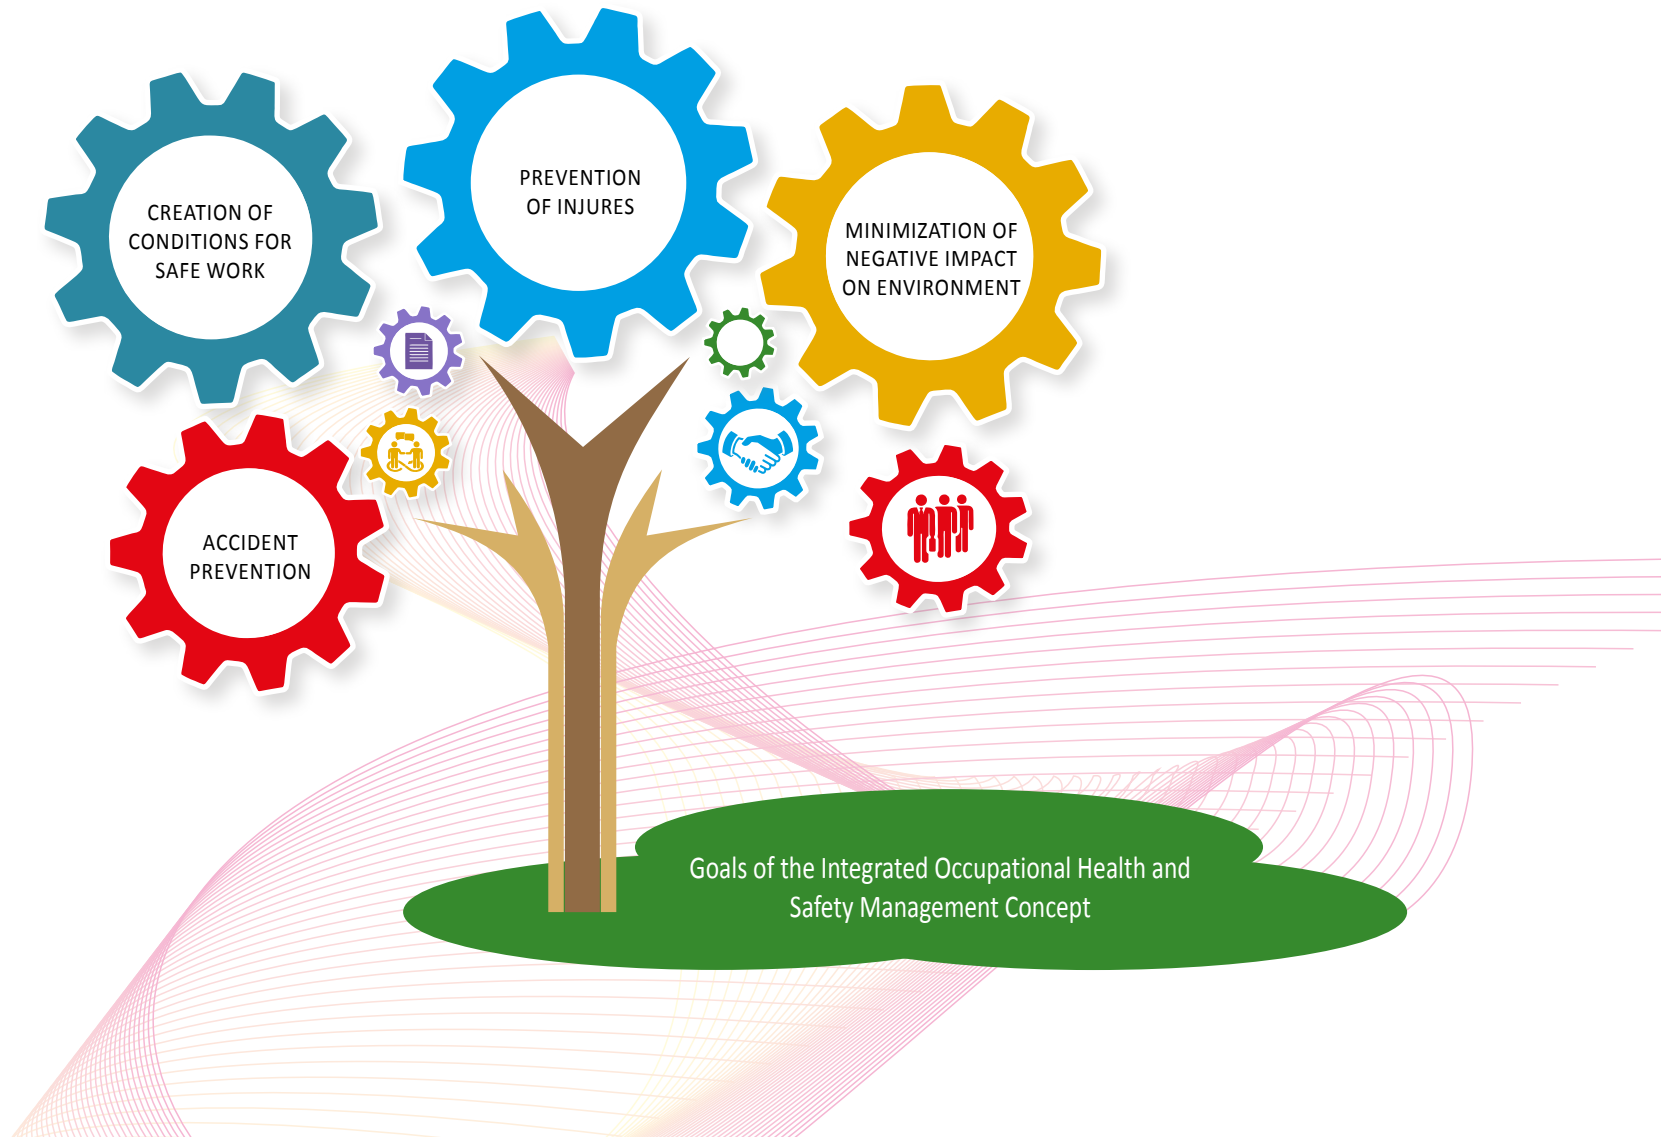 PREVENTION
OF INJURES
CREATION OF
CONDITIONS FOR
SAFE WORK
MINIMIZATION OF
NEGATIVE IMPACT
ON ENVIRONMENT
ACCIDENT
PREVENTION
Goals of the Integrated Occupational Health and
Safety Management Concept